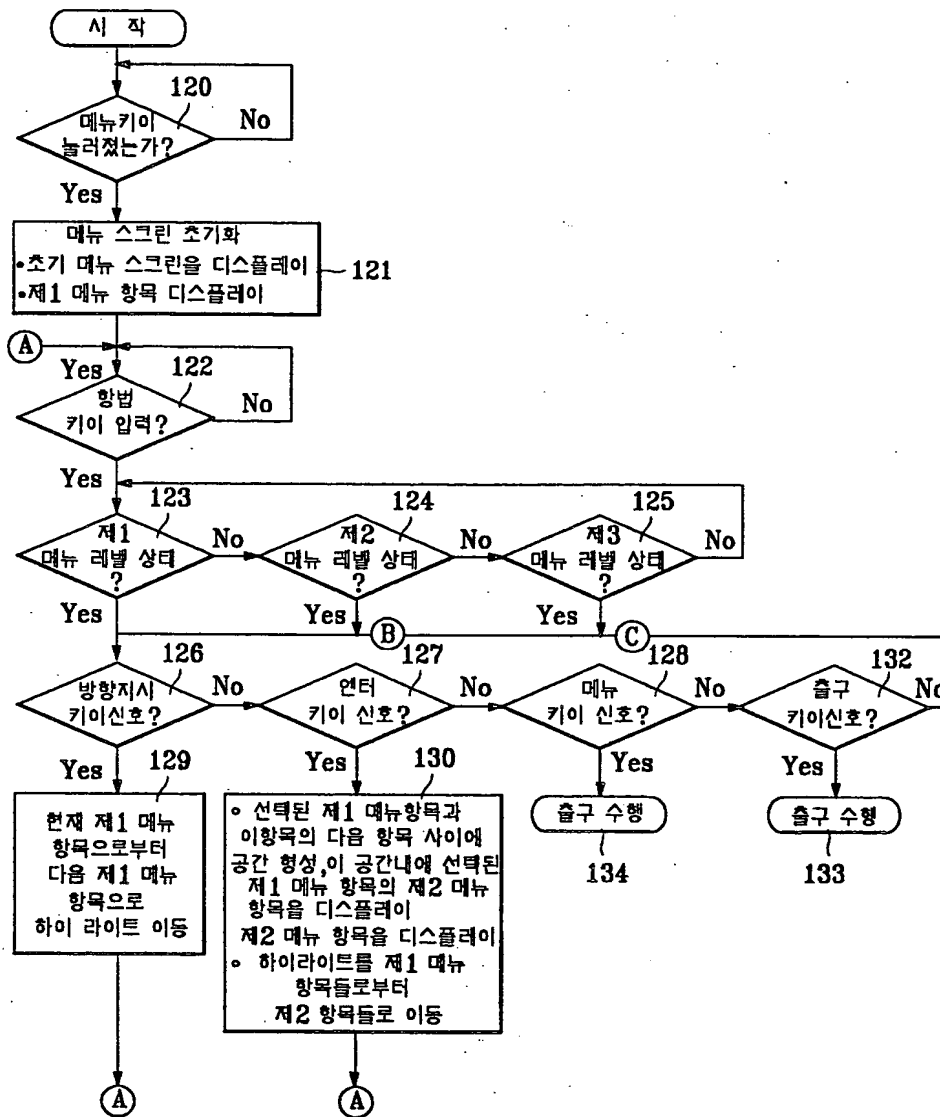 시 작
120
메뉴키이
눌러졌는가?
No
Yes
메뉴 스크린 초기화
•초기 메뉴 스크린을 디스플레이
•제1 메뉴 항목 디스플레이
121
A
Yes
122
항법
키이 입력?
No
Yes
123
제1
메뉴 레벨 상태
?
No
124
제2
메뉴 레벨 상태
?
No
125
제3
메뉴 레벨 상태
?
No
Yes
Yes
Yes
B
C
126
방향지시
키이신호?
No
127
엔터
키이 신호?
No
128
메뉴
키이 신호?
No
132
출구
키이신호?
No
Yes
129
Yes
130
Yes
Yes
현재 제1 메뉴
항목으로부터
다음 제1 메뉴
항목으로
하이 라이트 이동
• 선택된 제1 메뉴항목과
이항목의 다음 항목 사이에
공간 형성,이 공간내에 선택된
제1 메뉴 항목의 제2 메뉴
항목을 디스플레이
제2 메뉴 항목을 디스플레이
• 하이라이트를 제1 메뉴
항목들로부터
제2 항목들로 이동
출구 수행
134
출구 수행
133
A
A